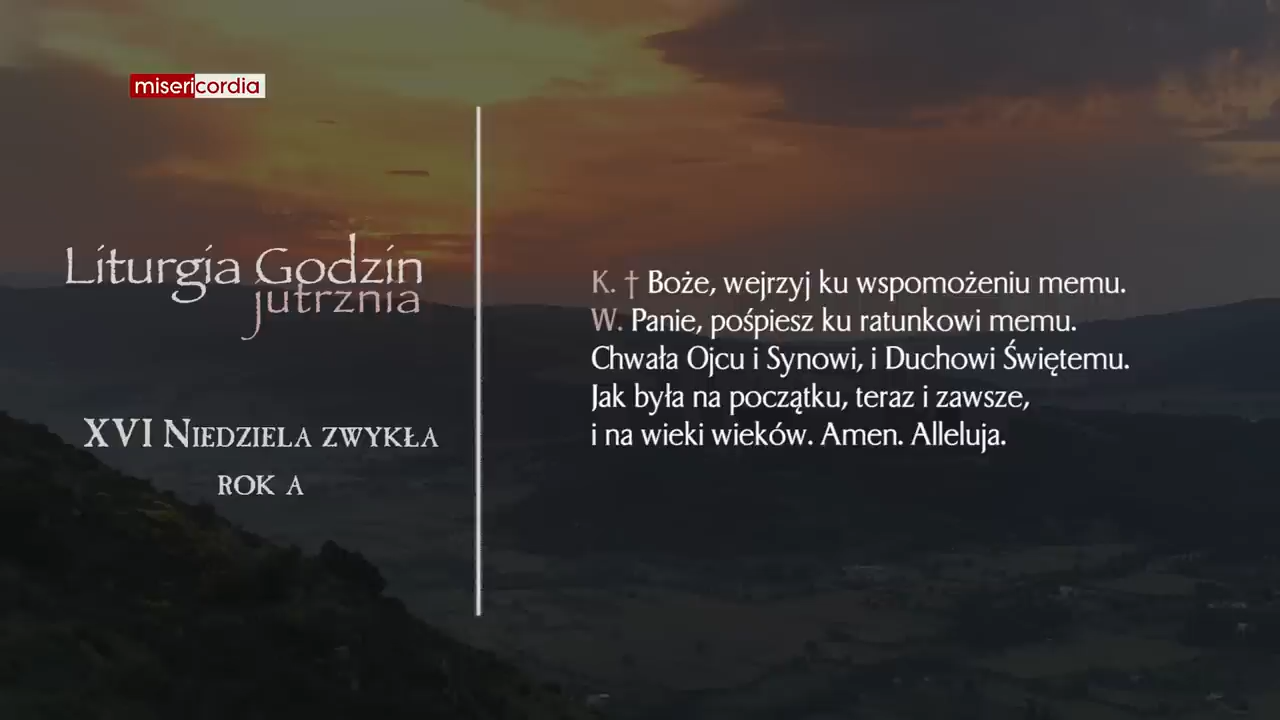 misericordia
Liturgia Godzin
jutrznia
XVI Niedziela zwykła
rok A
K. † Boże, wejrzyj ku wspomożeniu memu.
W. Panie, pośpiesz ku ratunkowi memu.
Chwała Ojcu i Synowi, i Duchowi Świętemu.
Jak była na początku, teraz i zawsze,
i na wieki wieków. Amen. Alleluja.